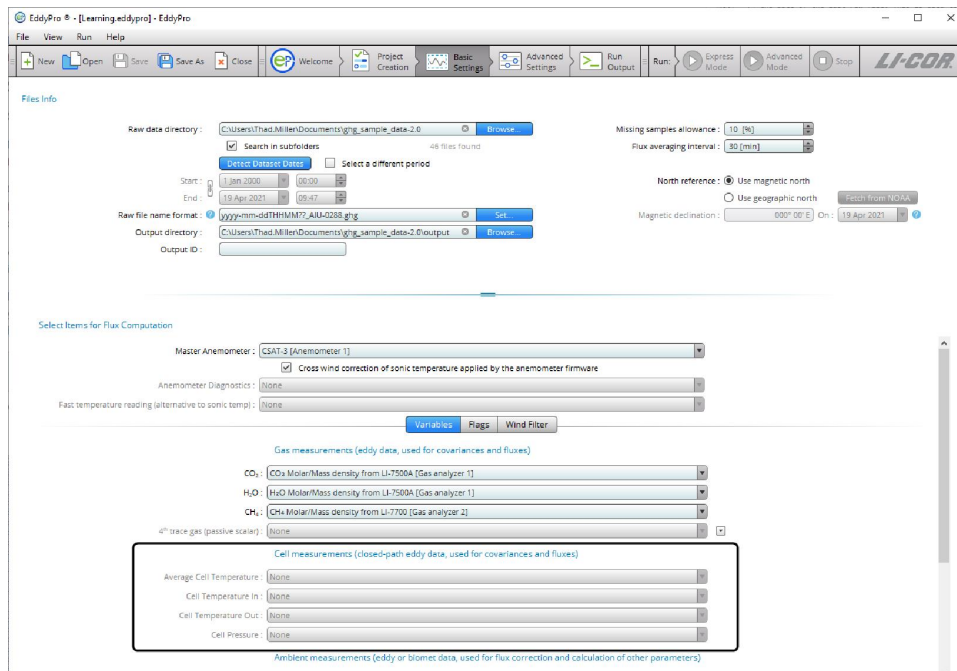 EddyPro ® - [Learning.eddypro] - EddyPro
File View Run Help
New Open Save Save As Close Welcome Project Creation Basic Settings Advanced Settings Run Output Run: Express Mode Advanced Mode Stop LI-COR.
Files Info
Raw data directory : C:\Users\Thad.Miller\Documents\ghg_sample_data-2.0 Browse... Missing samples allowance : 10 [%]
Search in subfolders 48 files found Flux averaging interval : 30 [min]
Detect Dataset Dates Select a different period
Start : 1 Jan 2000 00:00 North reference : Use magnetic north
End : 19 Apr 2021 09:47 Use geographic north Fetch from NOAA
Raw file name format : ? yyyy-mm-ddTHHMM??_AIU-0288.ghg Set... Magnetic declination : 000° 00' E On : 19 Apr 2021 ?
Output directory : C:\Users\Thad.Miller\Documents\ghg_sample_data-2.0\output Browse...
Output ID :
Select Items for Flux Computation
Master Anemometer : CSAT-3 [Anemometer 1]
Cross wind correction of sonic temperature applied by the anemometer firmware
Anemometer Diagnostics : None
Fast temperature reading (alternative to sonic temp) : None
Variables Flags Wind Filter
Gas measurements (eddy data, used for covariances and fluxes)
CO₂ : CO₂ Molar/Mass density from LI-7500A [Gas analyzer 1]
H₂O : H₂O Molar/Mass density from LI-7500A [Gas analyzer 1]
CH₄ : CH₄ Molar/Mass density from LI-7700 [Gas analyzer 2]
4ᵗʰ trace gas (passive scalar) : None
Cell measurements (closed-path eddy data, used for covariances and fluxes)
Average Cell Temperature : None
Cell Temperature In : None
Cell Temperature Out : None
Cell Pressure : None
Ambient measurements (eddy or biomet data, used for flux correction and calculation of other parameters)